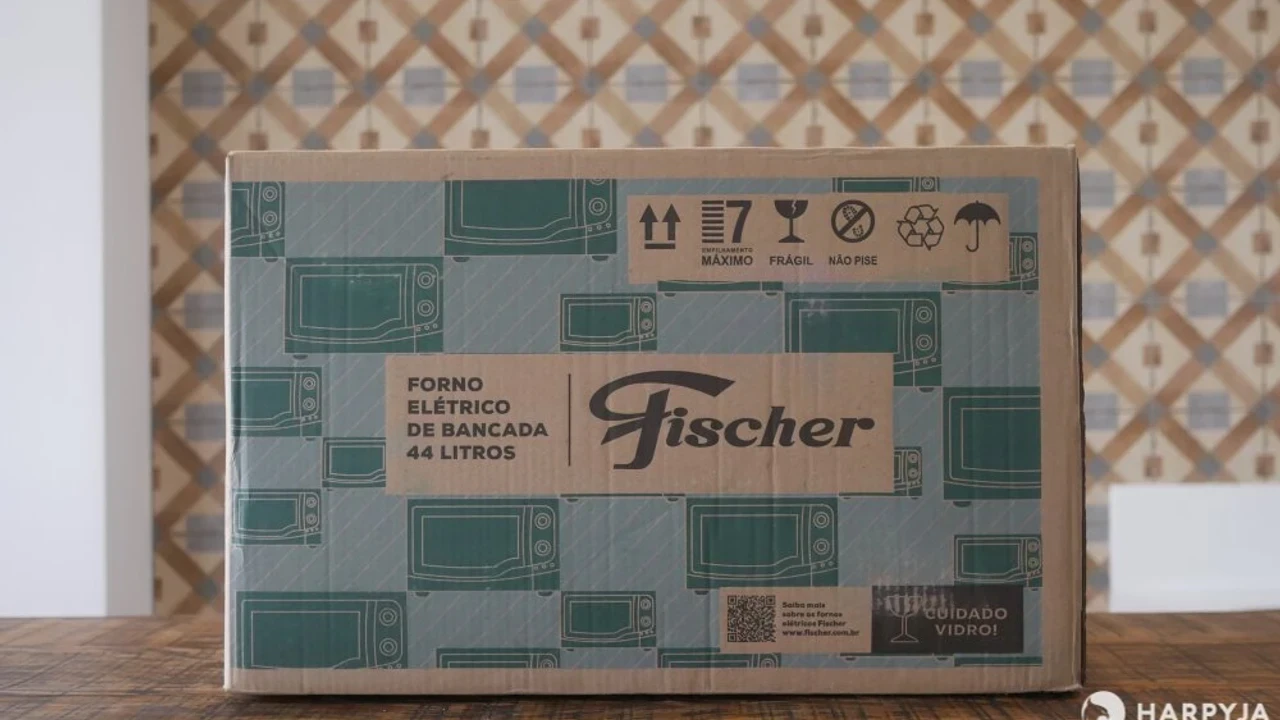 7
EMPILHAMENTO
MÁXIMO
FRÁGIL
NÃO PISE
FORNO
ELÉTRICO
DE BANCADA
44 LITROS
Fischer
Saiba mais
sobre os fornos
elétricos Fischer
www.fischer.com.br
CUIDADO
VIDRO!
HARPYJA